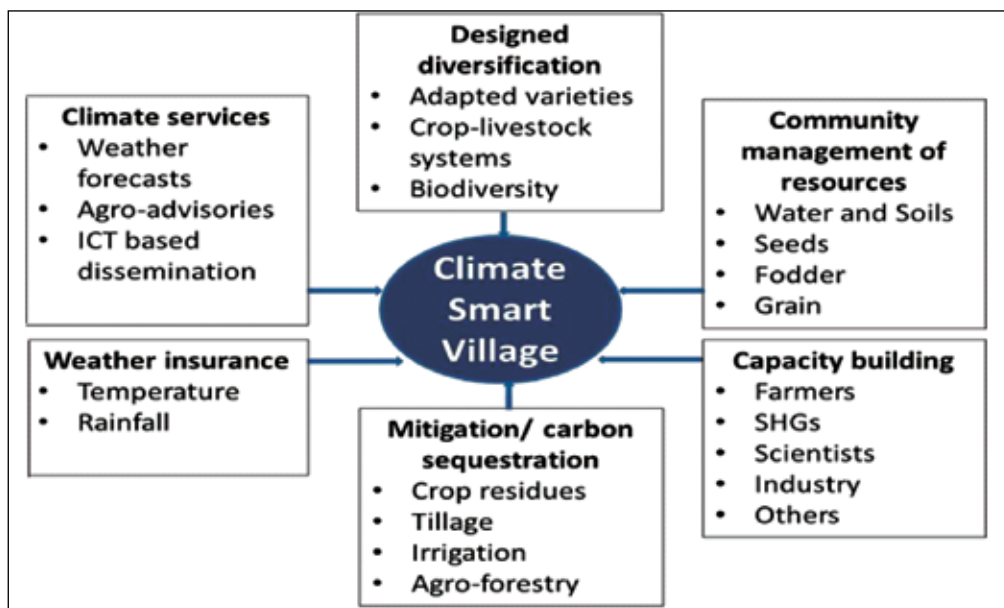 Designed
diversification
• Adapted varieties
• Crop-livestock
systems
• Biodiversity
Climate services
• Weather
forecasts
• Agro-advisories
• ICT based
dissemination
Community
management of
resources
• Water and Soils
• Seeds
• Fodder
• Grain
Climate
Smart
Village
Weather insurance
• Temperature
• Rainfall
Mitigation/ carbon
sequestration
• Crop residues
• Tillage
• Irrigation
• Agro-forestry
Capacity building
• Farmers
• SHGs
• Scientists
• Industry
• Others